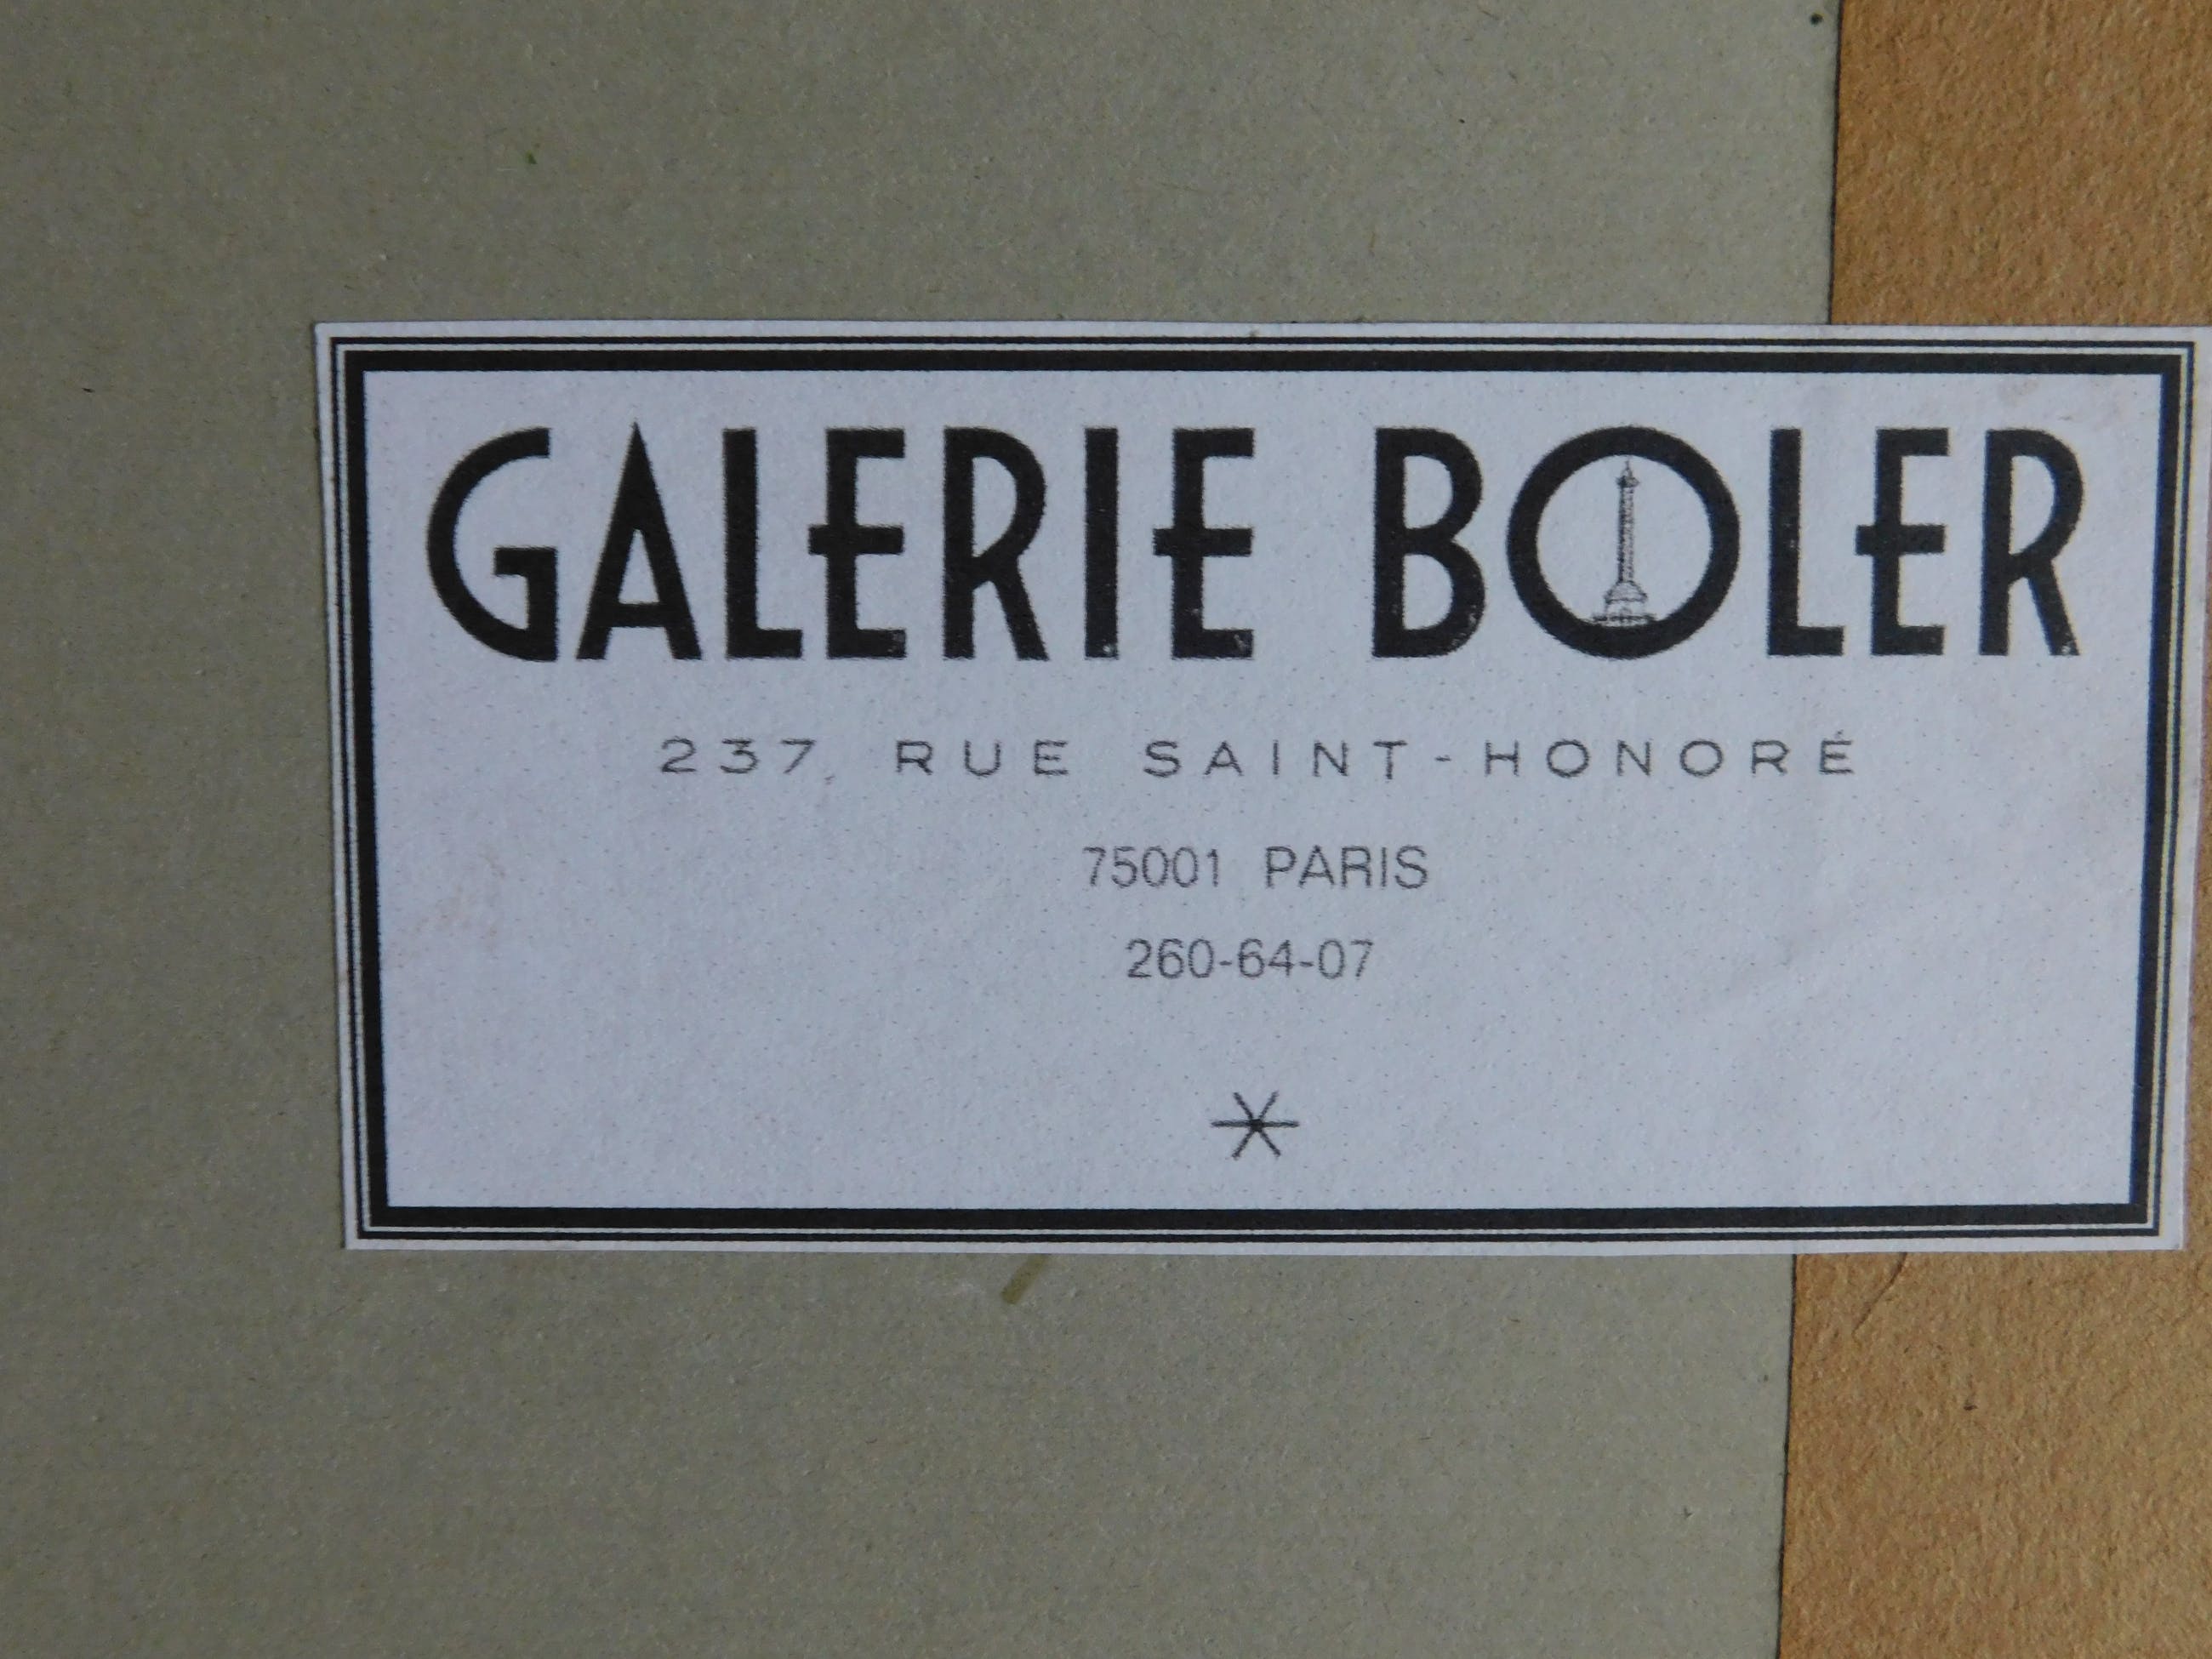 GALERIE BOLER
237, RUE SAINT-HONORÉ
75001 PARIS
260-64-07